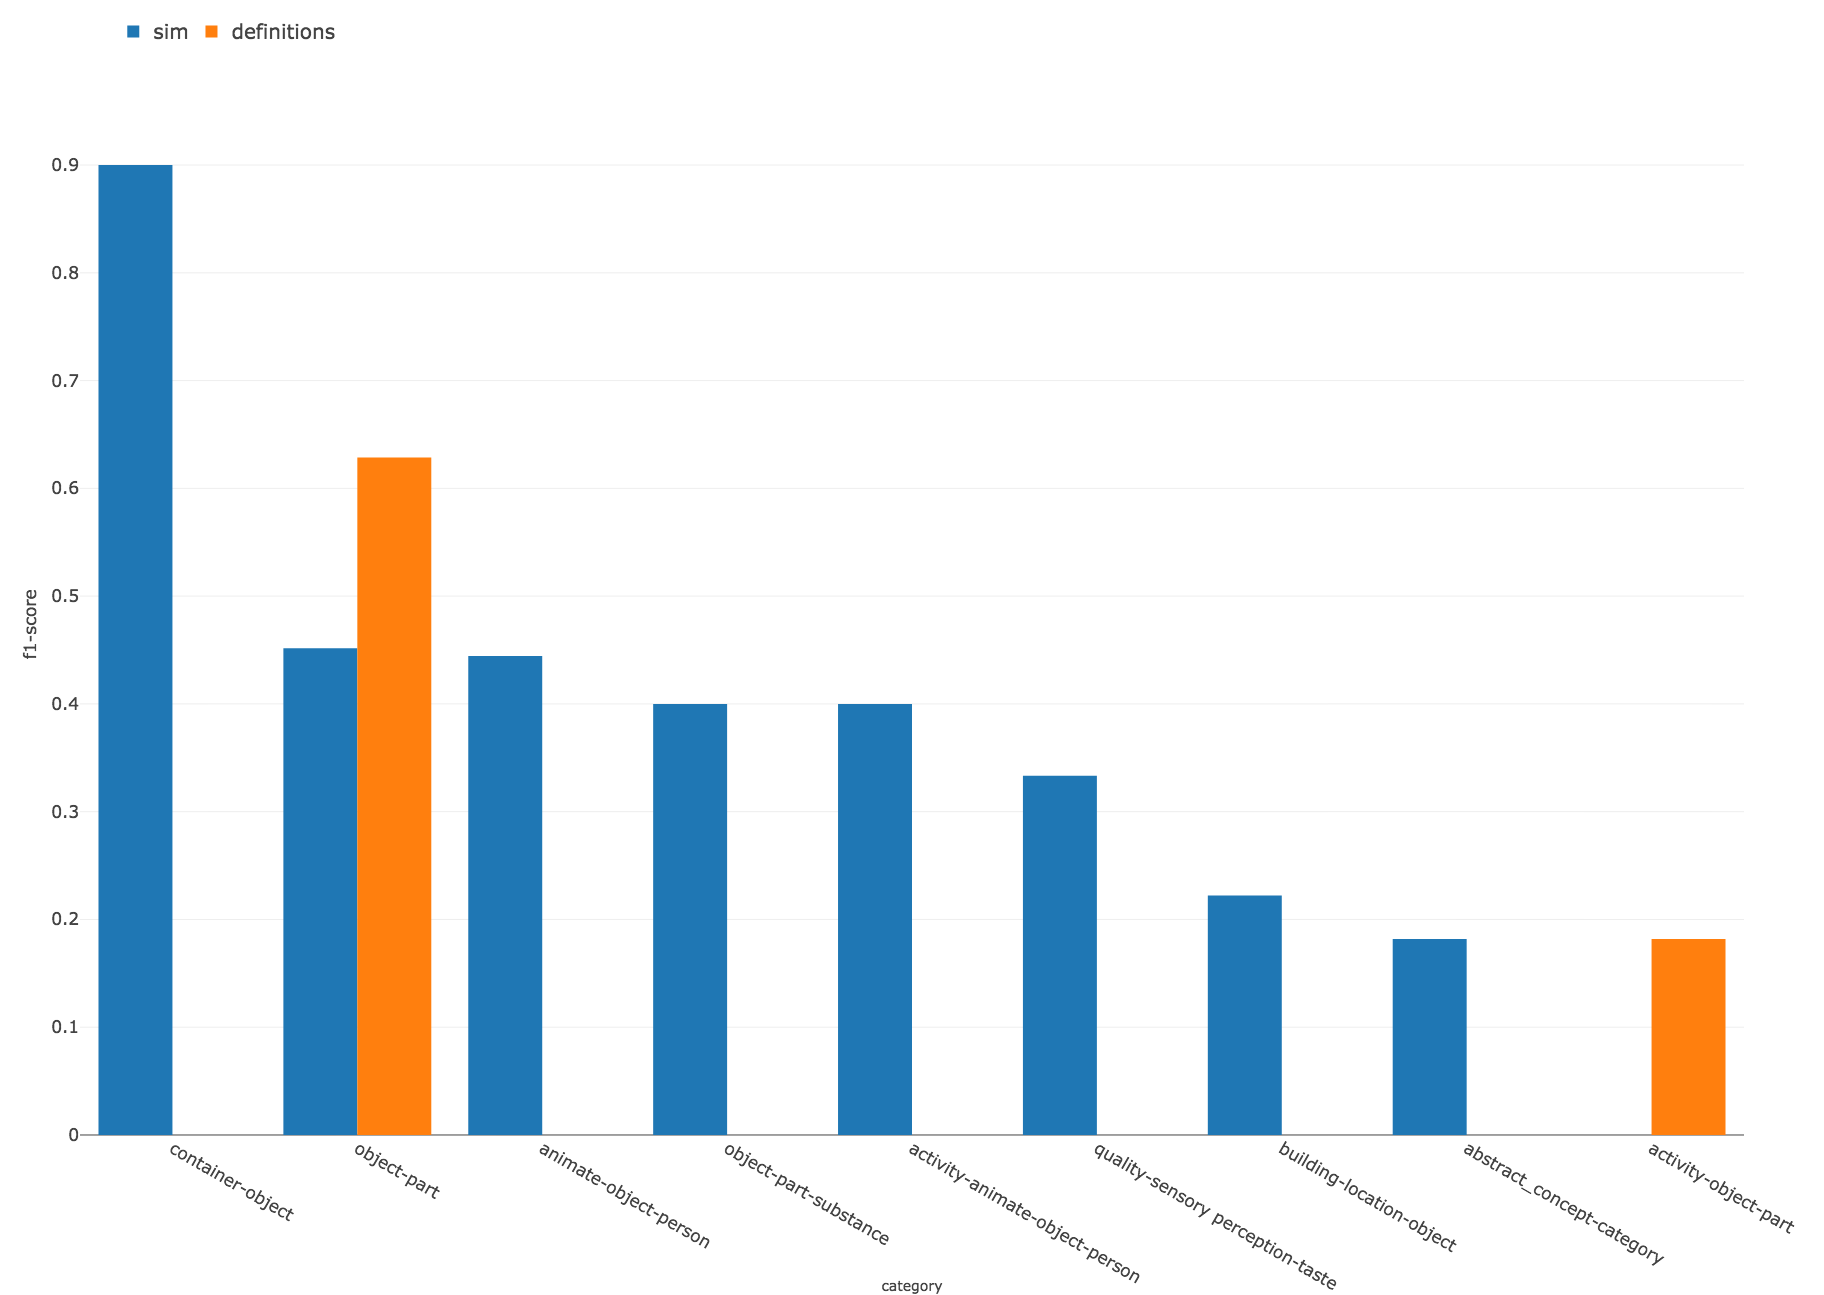 sim definitions
0.9
0.8
0.7
0.6
0.5
0.4
0.3
0.2
0.1
0
f1-score
container-object
object-part
animate-object-person
object-part-substance
activity-animate-object-person
quality-sensory perception-taste
building-location-object
abstract_concept-category
activity-object-part
category